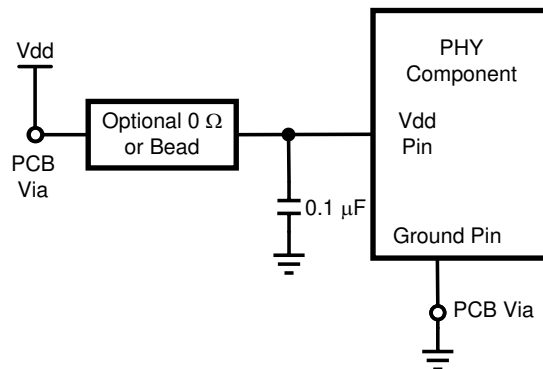 Vdd
PCB
Via
Optional 0 Ω
or Bead
0.1 μF
PHY
Component
Vdd
Pin
Ground Pin
PCB Via